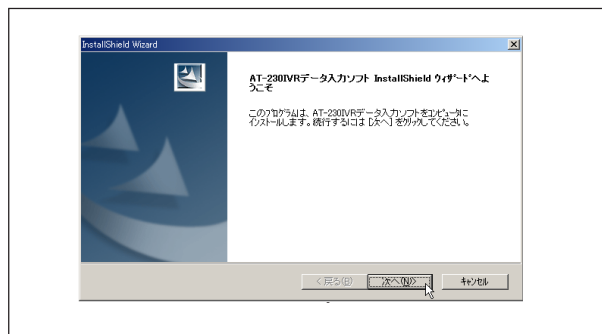 InstallShield Wizard
AT-230IVRデータ入力ソフト InstallShield ウィザードへよ
うこそ
このプログラムは、AT-230IVRデータ入力ソフトをコンピュータに
インストールします。続行するには [次へ] をクリックしてください。
< 戻る(B)
次へ(N)>
キャンセル